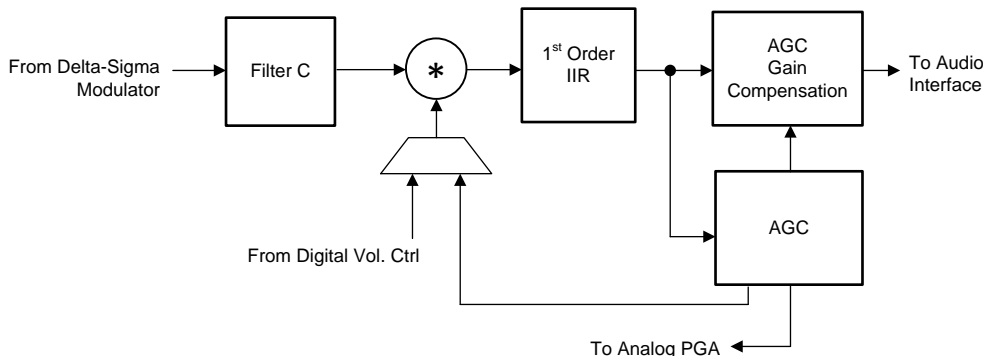 From Delta-Sigma
Modulator
Filter C
*
1st Order
IIR
AGC
Gain
Compensation
To Audio
Interface
AGC
From Digital Vol. Ctrl
To Analog PGA